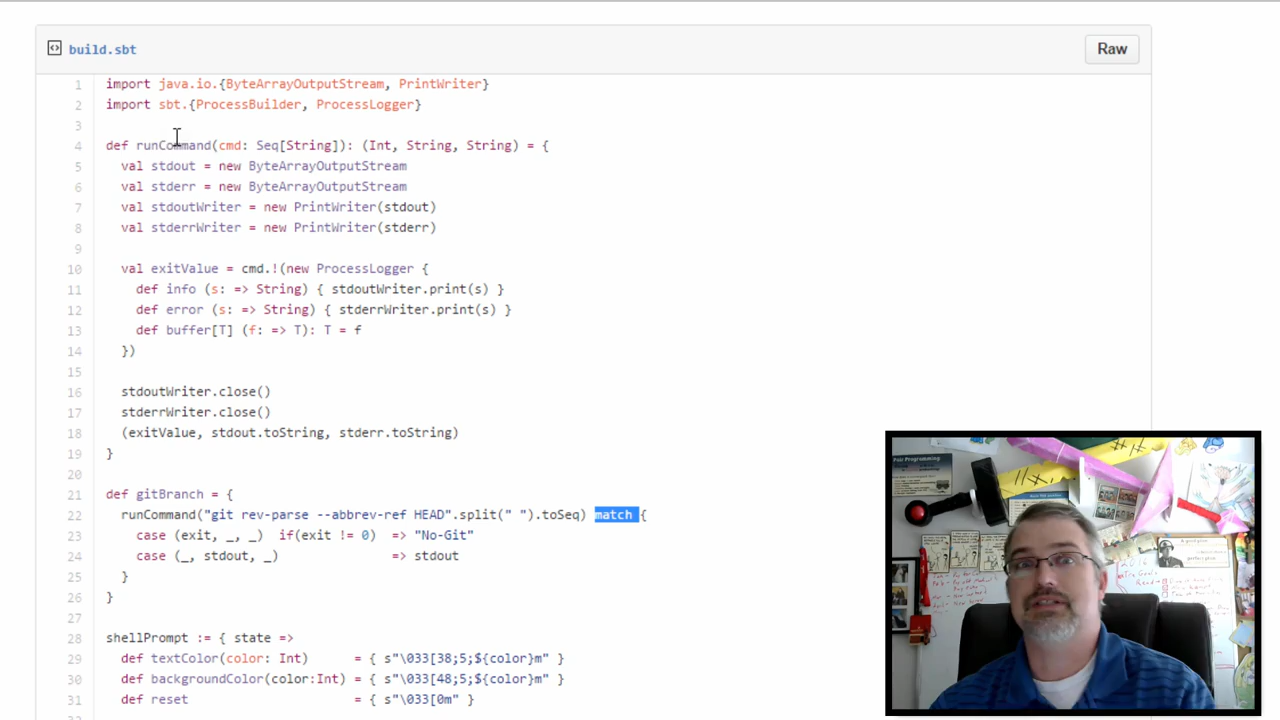 build.sbt
Raw
1 import java.io.{ByteArrayOutputStream, PrintWriter}
2 import sbt.{ProcessBuilder, ProcessLogger}
3
4 def runCommand(cmd: Seq[String]): (Int, String, String) = {
5 val stdout = new ByteArrayOutputStream
6 val stderr = new ByteArrayOutputStream
7 val stdoutWriter = new PrintWriter(stdout)
8 val stderrWriter = new PrintWriter(stderr)
9
10 val exitValue = cmd.!(new ProcessLogger {
11 def info (s: => String) { stdoutWriter.print(s) }
12 def error (s: => String) { stderrWriter.print(s) }
13 def buffer[T] (f: => T): T = f
14 })
15
16 stdoutWriter.close()
17 stderrWriter.close()
18 (exitValue, stdout.toString, stderr.toString)
19 }
20
21 def gitBranch = {
22 runCommand("git rev-parse --abbrev-ref HEAD".split(" ").toSeq) match {
23 case (exit, _, _) if(exit != 0) => "No-Git"
24 case (_, stdout, _) => stdout
25 }
26 }
27
28 shellPrompt := { state =>
29 def textColor(color: Int) = { s"\033[38;5;${color}m" }
30 def backgroundColor(color:Int) = { s"\033[48;5;${color}m" }
31 def reset = { s"\033[0m" }
Pair Programming